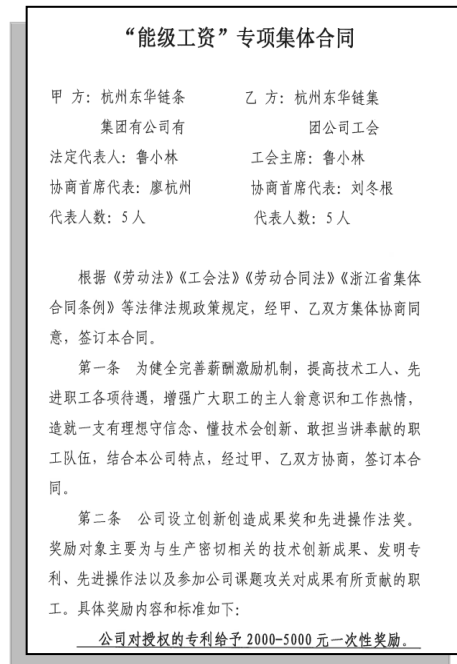 “能级工资”专项集体合同
甲 方：杭州东华链条 乙 方：杭州东华链集
集团有公司有 团公司工会
法定代表人：鲁小林 工会主席：鲁小林
协商首席代表：廖杭州 协商首席代表：刘冬根
代表人数：5 人 代表人数：5 人
根据《劳动法》《工会法》《劳动合同法》《浙江省集体
合同条例》等法律法规政策规定，经甲、乙双方集体协商同
意，签订本合同。
第一条 为健全完善薪酬激励机制，提高技术工人、先
进职工各项待遇，增强广大职工的主人翁意识和工作热情，
造就一支有理想守信念、懂技术会创新、敢担当讲奉献的职
工队伍，结合本公司特点，经过甲、乙双方协商，签订本合
同。
第二条 公司设立创新创造成果奖和先进操作法奖。
奖励对象主要为与生产密切相关的技术创新成果、发明专
利、先进操作法以及参加公司课题攻关对成果有所贡献的职
工。具体奖励内容和标准如下：
公司对授权的专利给予 2000-5000 元一次性奖励。